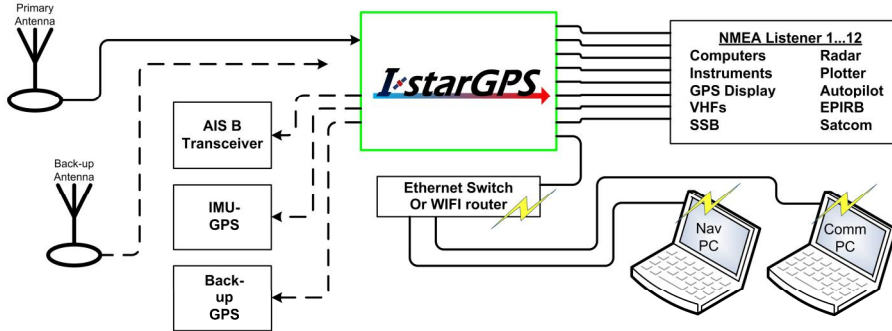 Primary
Antenna
I-starGPS
NMEA Listener 1...12
Computers Radar
Instruments Plotter
GPS Display Autopilot
VHFs EPIRB
SSB Satcom
AIS B
Transceiver
Back-up
Antenna
IMU-
GPS
Ethernet Switch
Or WIFI router
Nav
PC
Comm
PC
Back-
up
GPS